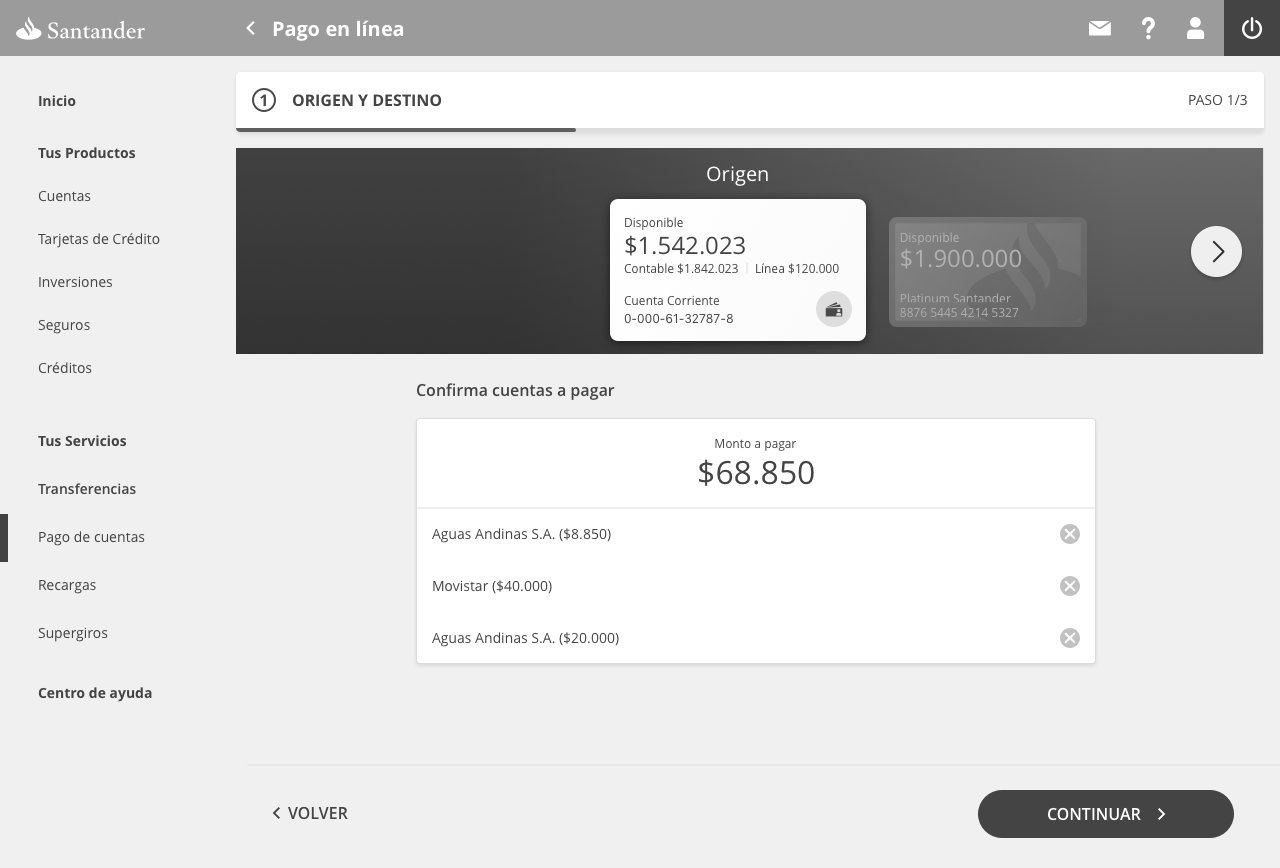 Santander
Pago en línea
Inicio
Tus Productos
Cuentas
Tarjetas de Crédito
Inversiones
Seguros
Créditos
Tus Servicios
Transferencias
Pago de cuentas
Recargas
Supergiros
Centro de ayuda
1 ORIGEN Y DESTINO
PASO 1/3
Origen
Disponible
$1.542.023
Contable $1.842.023 | Línea $120.000
Cuenta Corriente
0-000-61-32787-8
Disponible
$1.900.000
Platinum Santander
8876 5445 4214 5327
Confirma cuentas a pagar
Monto a pagar
$68.850
Aguas Andinas S.A. ($8.850)
Movistar ($40.000)
Aguas Andinas S.A. ($20.000)
VOLVER
CONTINUAR